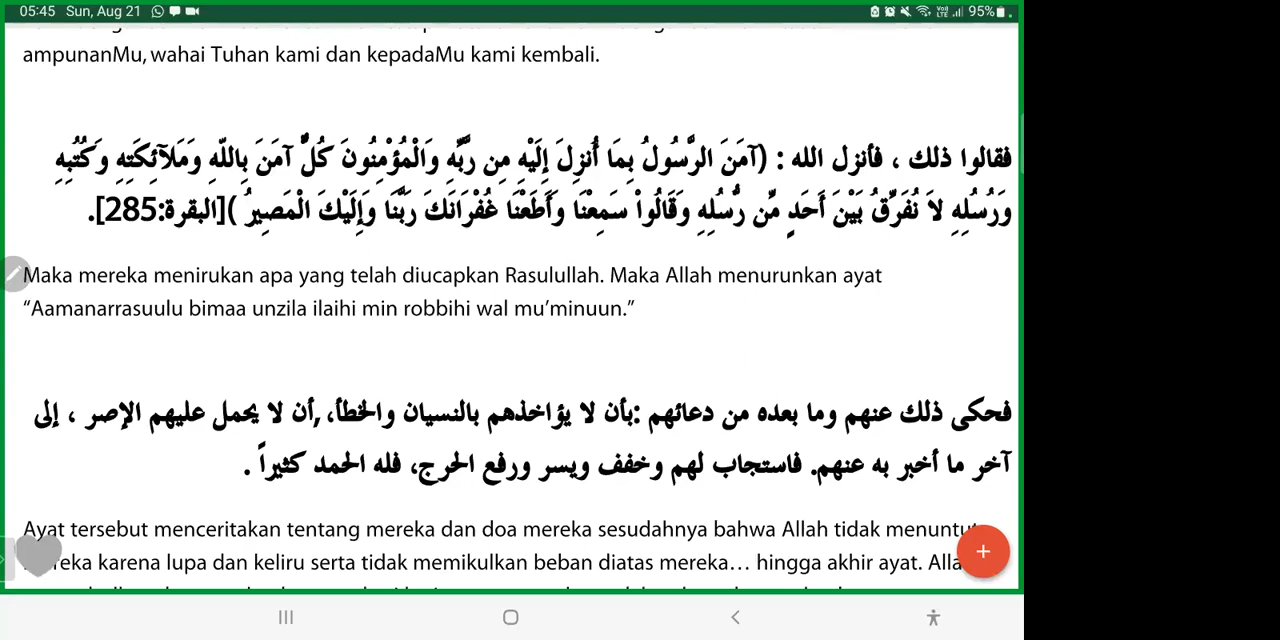 05:45 Sun, Aug 21
95%
ampunanMu, wahai Tuhan kami dan kepadaMu kami kembali.
فقالوا ذلك ، فأنزل الله : (آمَنَ الرَّسُولُ بِمَا أُنزِلَ إِلَيْهِ مِن رَّبِّهِ وَالْمُؤْمِنُونَ كُلٌّ آمَنَ بِاللّهِ وَمَلآئِكَتِهِ وَكُتُبِهِ
وَرُسُلِهِ لاَ نُفَرِّقُ بَيْنَ أَحَدٍ مِّن رُّسُلِهِ وَقَالُواْ سَمِعْنَا وَأَطَعْنَا غُفْرَانَكَ رَبَّنَا وَإِلَيْكَ الْمَصِيرُ )[البقرة:285].
Maka mereka menirukan apa yang telah diucapkan Rasulullah. Maka Allah menurunkan ayat
“Aamanarrasuulu bimaa unzila ilaihi min robbihi wal mu’minuun.”
فحكى ذلك عنهم وما بعده من دعائهم :بأن لا يؤاخذهم بالنسيان والخطأ، ,أن لا يحمل عليهم الإصر ، إلى
آخر ما أخبر به عنهم. فاستجاب لهم وخفف ويسر ورفع الحرج، فله الحمد كثيراً .
Ayat tersebut menceritakan tentang mereka dan doa mereka sesudahnya bahwa Allah tidak menuntut
mereka karena lupa dan keliru serta tidak memikulkan beban diatas mereka… hingga akhir ayat.